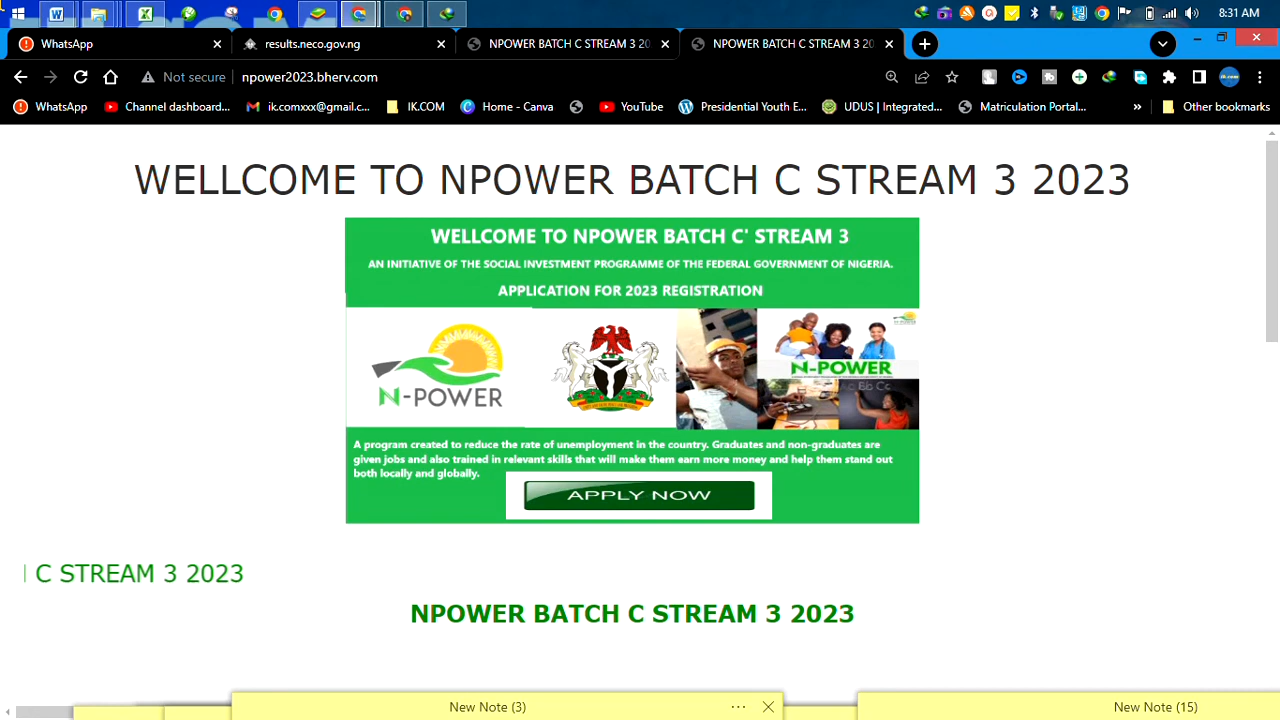 8:31 AM
WhatsApp
results.neco.gov.ng
NPOWER BATCH C STREAM 3 20
NPOWER BATCH C STREAM 3 20
Not secure
npower2023.bherv.com
WhatsApp
Channel dashboard...
ik.comxxx@gmail.c...
IK.COM
Home - Canva
YouTube
Presidential Youth E...
UDUS | Integrated...
Matriculation Portal...
»
Other bookmarks
WELLCOME TO NPOWER BATCH C STREAM 3 2023
WELLCOME TO NPOWER BATCH C' STREAM 3
AN INITIATIVE OF THE SOCIAL INVESTMENT PROGRAMME OF THE FEDERAL GOVERNMENT OF NIGERIA.
APPLICATION FOR 2023 REGISTRATION
N-POWER
N-POWER
A program created to reduce the rate of unemployment in the country. Graduates and non-graduates are
given jobs and also trained in relevant skills that will make them earn more money and help them stand out
both locally and globally.
APPLY NOW
C STREAM 3 2023
NPOWER BATCH C STREAM 3 2023
New Note (3)
New Note (15)